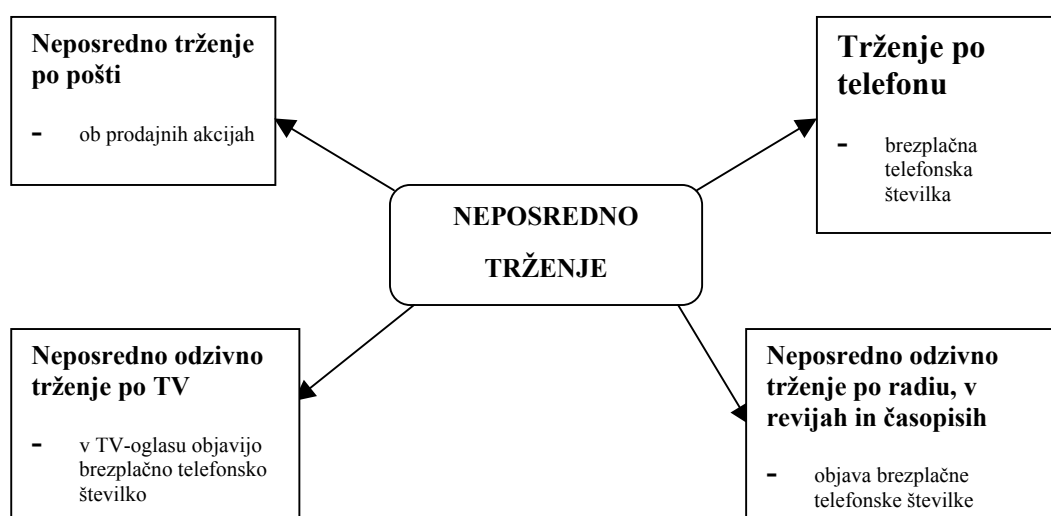 Neposredno trženje
po pošti
- ob prodajnih akcijah
Trženje po
telefonu
- brezplačna
telefonska
številka
NEPOSREDNO
TRŽENJE
Neposredno odzivno
trženje po TV
- v TV-oglasu objavijo
brezplačno telefonsko
številko
Neposredno odzivno
trženje po radiu, v
revijah in časopisih
- objava brezplačne
telefonske številke